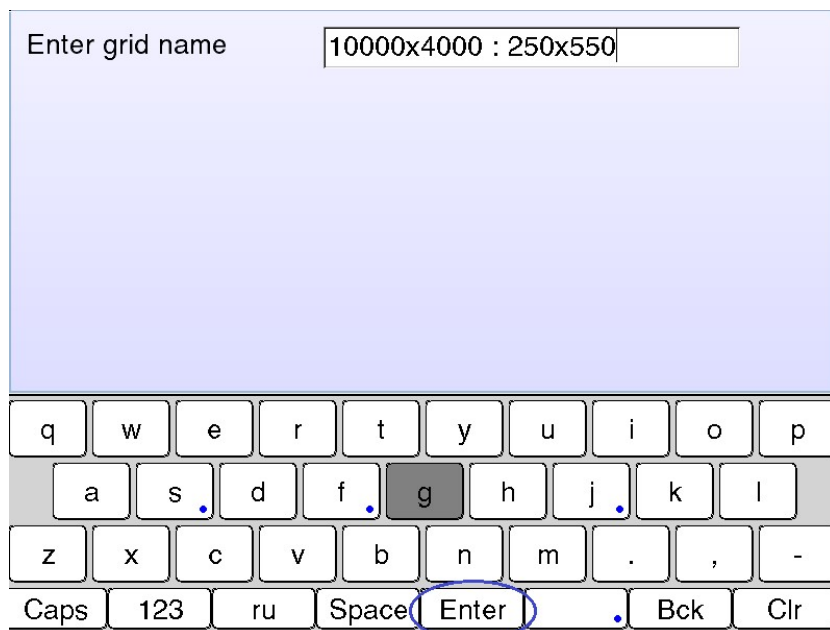 Enter grid name 10000x4000 : 250x550
q w e r t y u i o p
a s d f g h j k l
z x c v b n m . , -
Caps 123 ru Space Enter Bck Clr